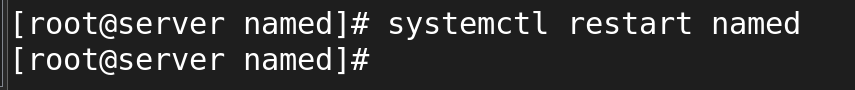 [root@server named]# systemctl restart named
[root@server named]#